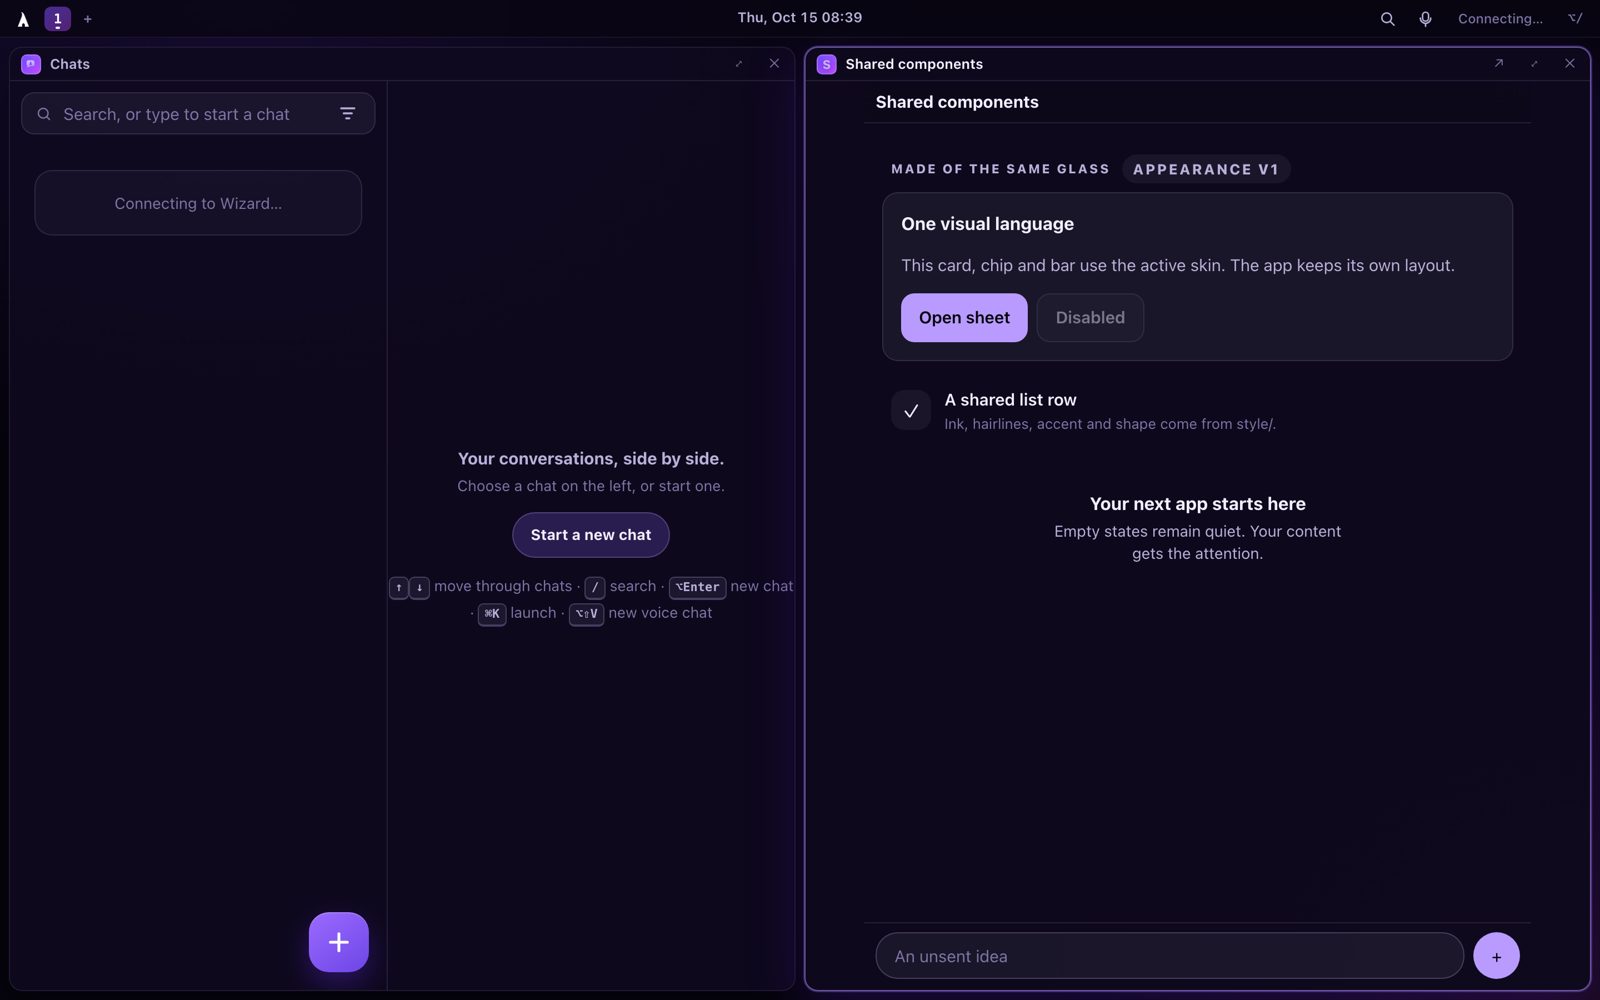 1 +
Thu, Oct 15 08:39
Connecting...
⌥/
Chats
Search, or type to start a chat
Connecting to Wizard...
Your conversations, side by side.
Choose a chat on the left, or start one.
Start a new chat
↑ ↓ move through chats · / search · ⌥Enter new chat
· ⌘K launch · ⌥⇧V new voice chat
S Shared components
Shared components
MADE OF THE SAME GLASS APPEARANCE V1
One visual language
This card, chip and bar use the active skin. The app keeps its own layout.
Open sheet Disabled
A shared list row
Ink, hairlines, accent and shape come from style/.
Your next app starts here
Empty states remain quiet. Your content
gets the attention.
An unsent idea
+